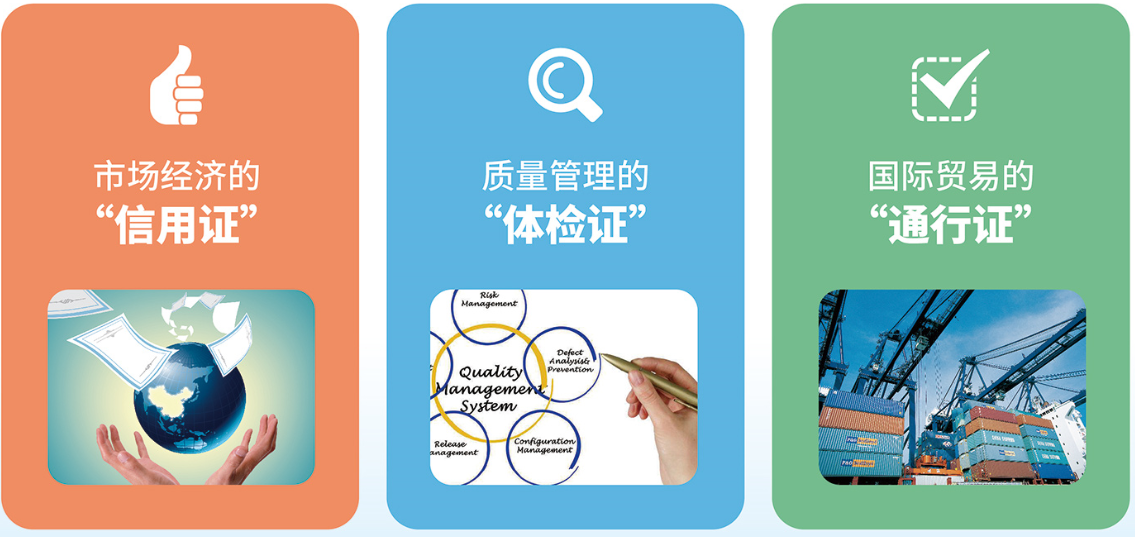 市场经济的
“信用证”
质量管理的
“体检证”
国际贸易的
“通行证”
Risk
Management
Quality
Management
System
Defect
Analysis&
Prevention
Release
anagement
Configuration
Management